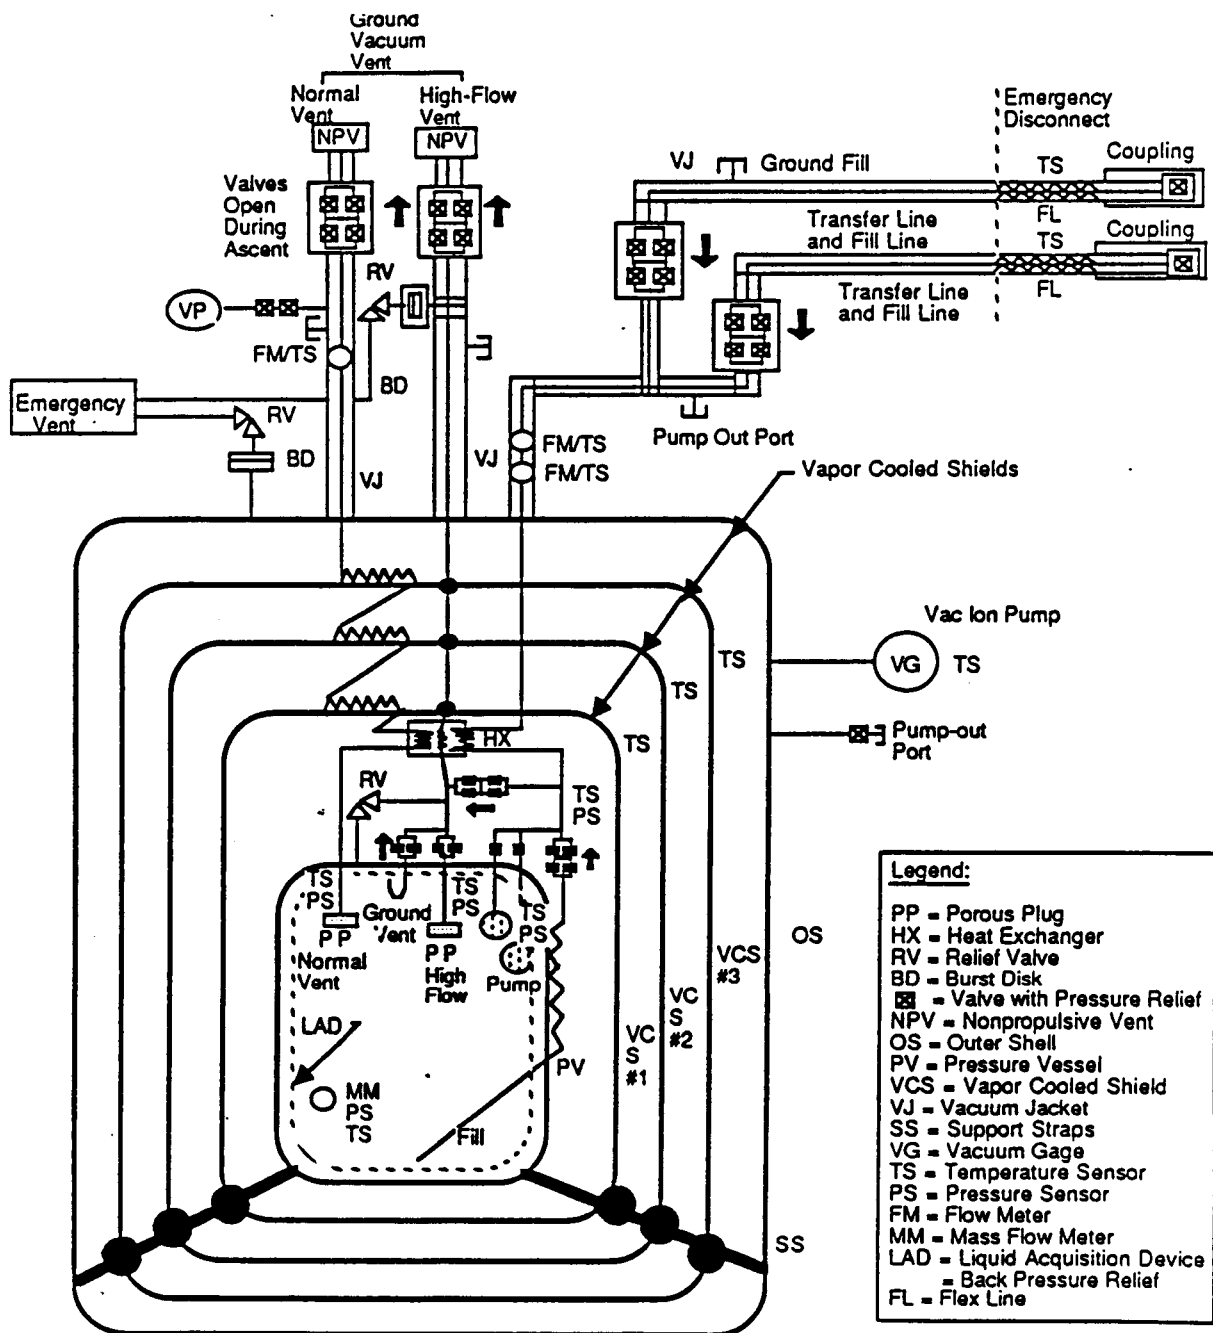 Ground
Vacuum
Vent
Normal
Vent
High-Flow
Vent
NPV
NPV
Valves
Open
During
Ascent
VP
FM/TS
RV
BD
Emergency
Vent
RV
BD
VJ
VJ
FM/TS
FM/TS
VJ
Ground Fill
Emergency
Disconnect
TS
FL
Coupling
Transfer Line
and Fill Line
TS
FL
Coupling
Transfer Line
and Fill Line
Pump Out Port
Vapor Cooled Shields
Vac Ion Pump
VG
TS
Pump-out
Port
TS
TS
TS
HX
RV
TS
PS
TS
PS
Ground
Vent
TS
PS
TS
PS
PP
Normal
Vent
PP
High
Flow
Pump
LAD
MM
PS
TS
Fill
PV
VC
S
#1
VC
S
#2
VCS
#3
OS
SS
Legend:
PP = Porous Plug
HX = Heat Exchanger
RV = Relief Valve
BD = Burst Disk
= Valve with Pressure Relief
NPV = Nonpropulsive Vent
OS = Outer Shell
PV = Pressure Vessel
VCS = Vapor Cooled Shield
VJ = Vacuum Jacket
SS = Support Straps
VG = Vacuum Gage
TS = Temperature Sensor
PS = Pressure Sensor
FM = Flow Meter
MM = Mass Flow Meter
LAD = Liquid Acquisition Device
= Back Pressure Relief
FL = Flex Line